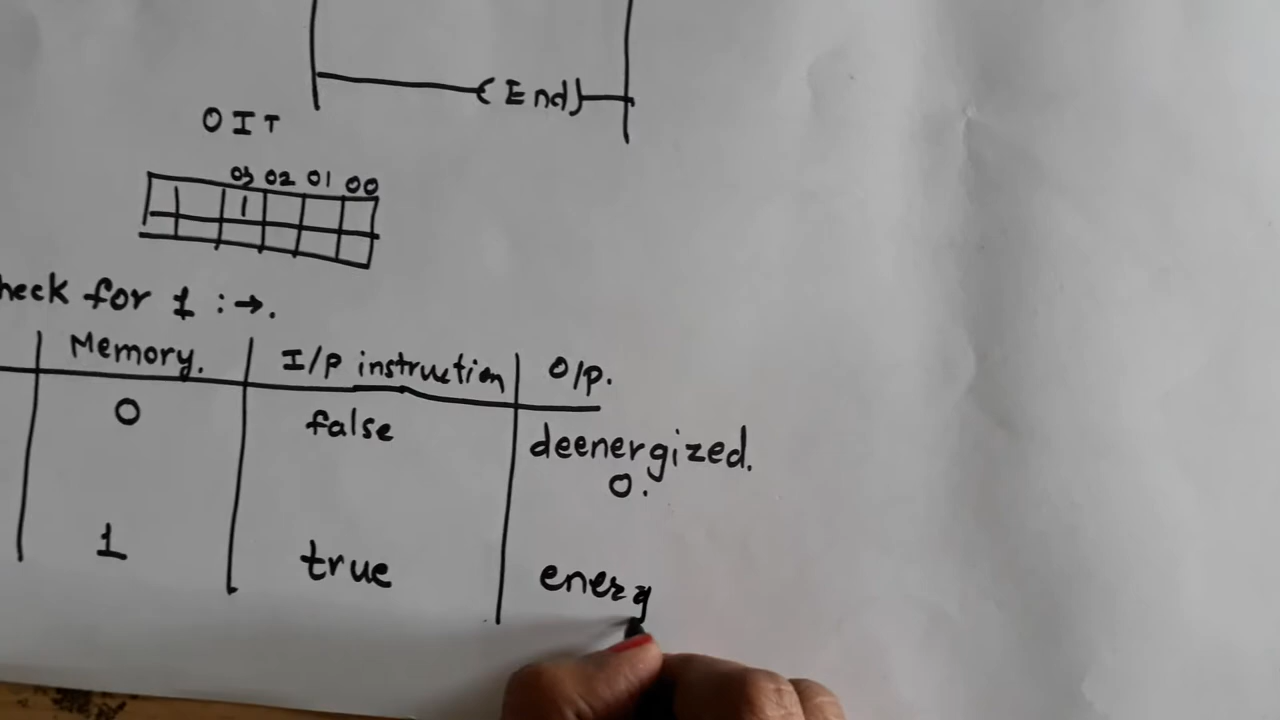 (End)
OIT
03 02 01 00
1
heck for 1 :→.
Memory. I/p instruction O/p.
0 false deenergized.
0.
1 true energ